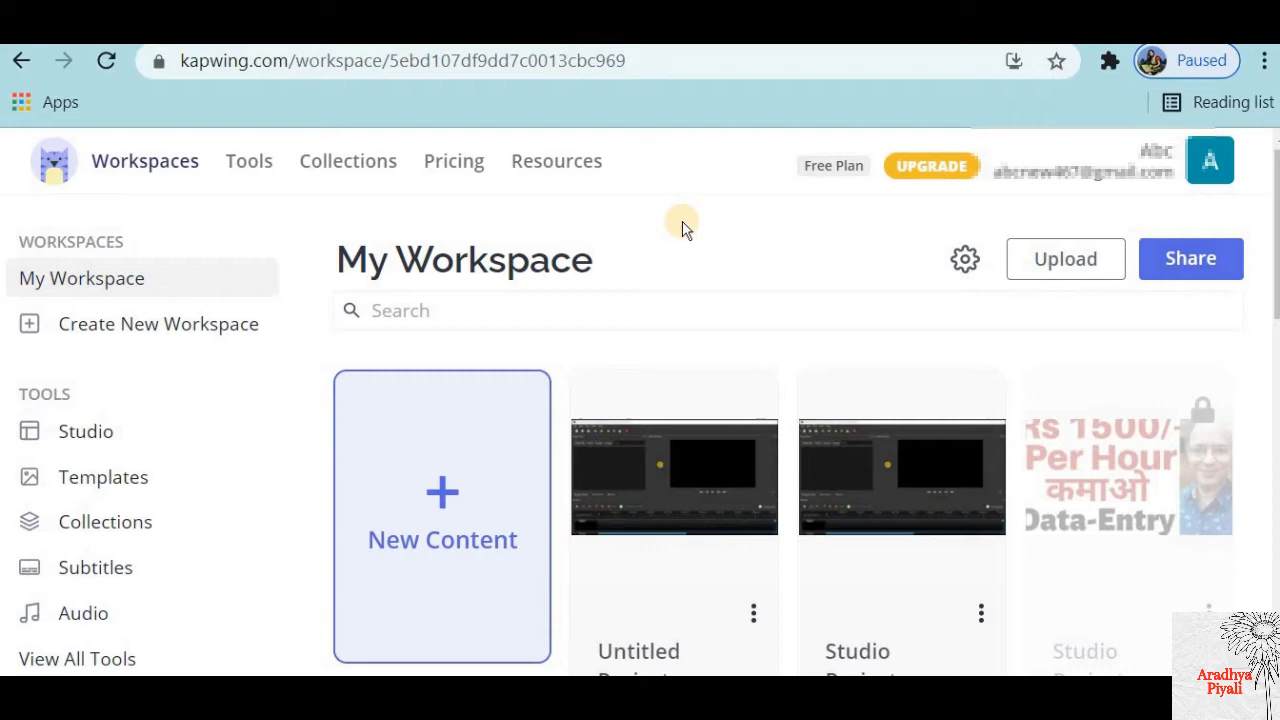 kapwing.com/workspace/5ebd107df9dd7c0013cbc969
Paused
Apps
Reading list
Workspaces
Tools
Collections
Pricing
Resources
Free Plan
UPGRADE
Abc
A
WORKSPACES
My Workspace
Create New Workspace
TOOLS
Studio
Templates
Collections
Subtitles
Audio
View All Tools
My Workspace
Upload
Share
Search
+
New Content
Rs 1500/-
Per Hour
कमाओ
Data-Entry
Untitled
Studio
Studio
Aradhya
Piyali